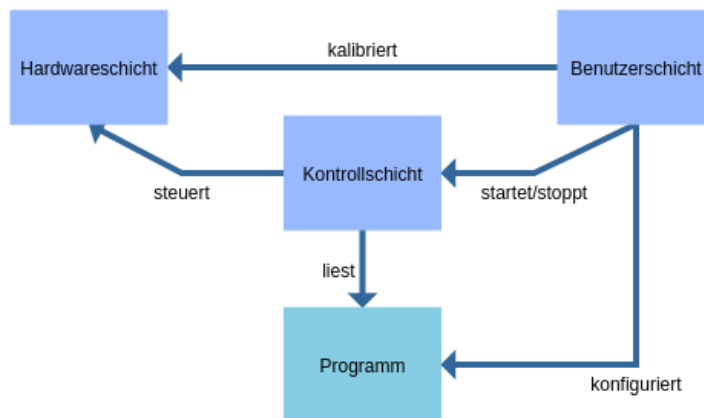 kalibriert
Hardwareschicht
Benutzerschicht
Kontrollschicht
steuert
startet/stoppt
liest
Programm
konfiguriert